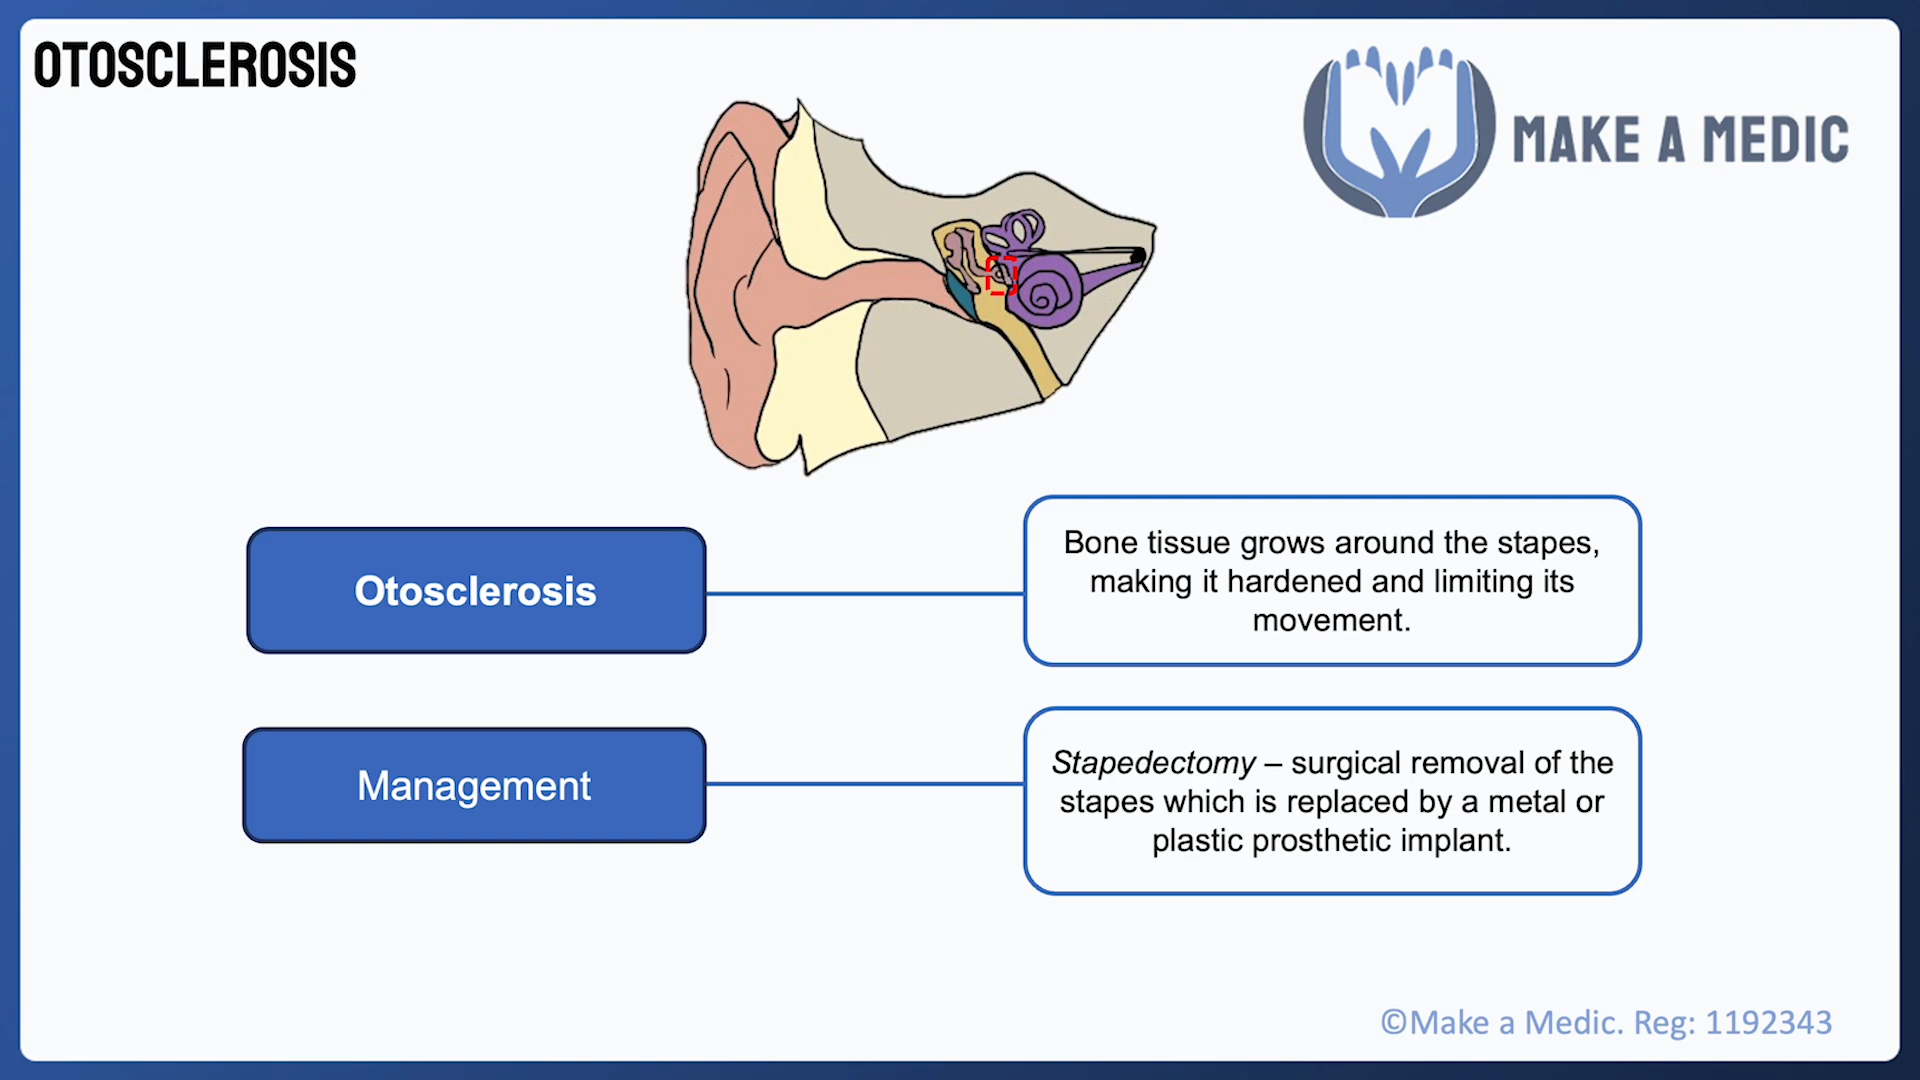 OTOSCLEROSIS
MAKE A MEDIC
Otosclerosis
Bone tissue grows around the stapes,
making it hardened and limiting its
movement.
Management
Stapedectomy – surgical removal of the
stapes which is replaced by a metal or
plastic prosthetic implant.
©Make a Medic. Reg: 1192343